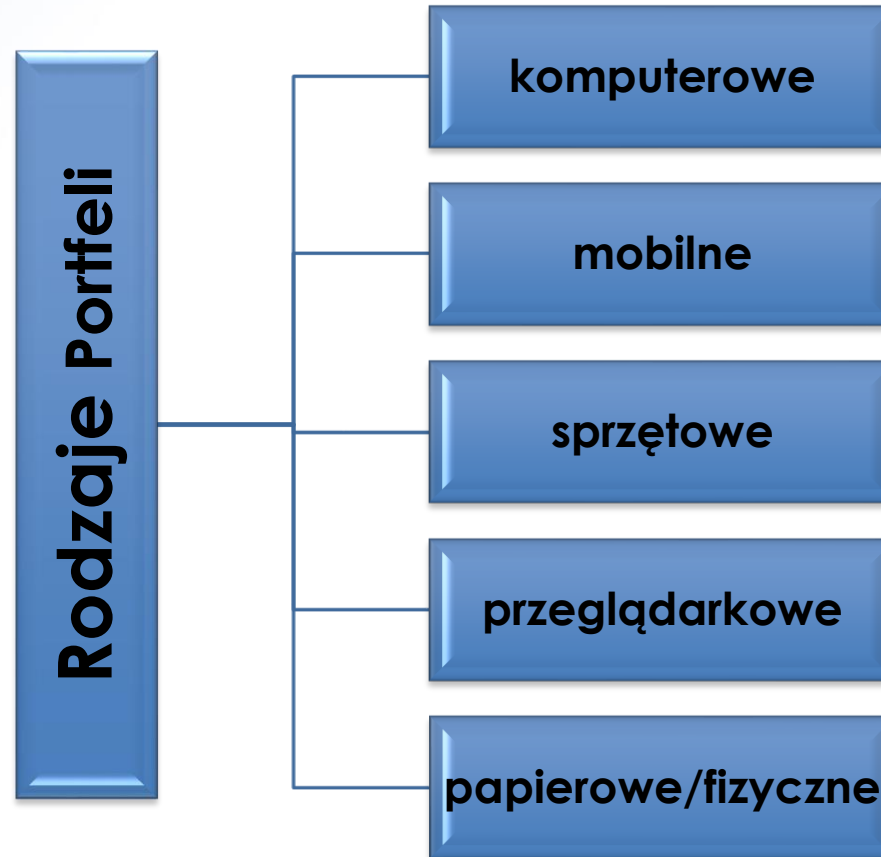 Rodzaje Portfeli
komputerowe
mobilne
sprzętowe
przeglądarkowe
papierowe/fizyczne